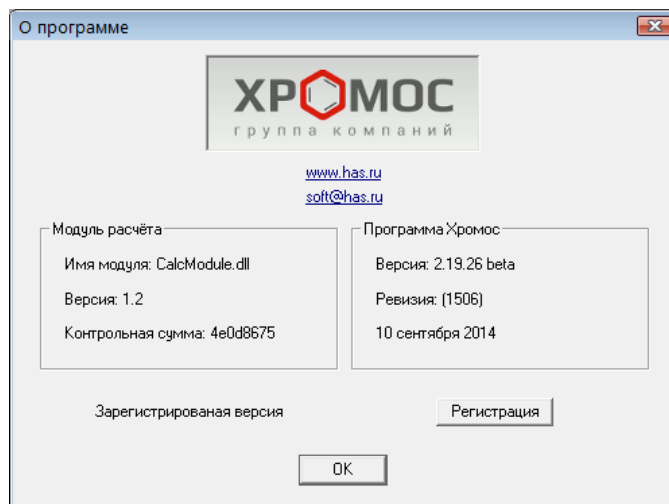 О программе
ХРОМОС
группа компаний
www.has.ru
soft@has.ru
Модуль расчёта
Имя модуля: CalcModule.dll
Версия: 1.2
Контрольная сумма: 4e0d8675
Программа Хромос
Версия: 2.19.26 beta
Ревизия: (1506)
10 сентября 2014
Зарегистрированая версия
Регистрация
OK